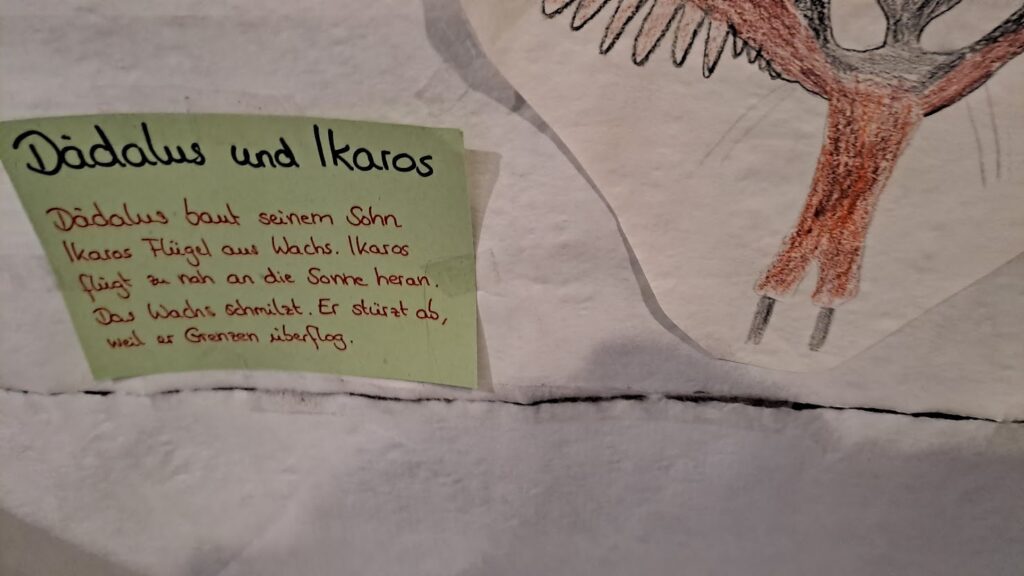 Dädalus und Ikaros
Dädalus baut seinem Sohn
Ikaros Flügel aus Wachs. Ikaros
fliegt zu nah an die Sonne heran.
Das Wachs schmilzt. Er stürzt ab,
weil er Grenzen überflog.